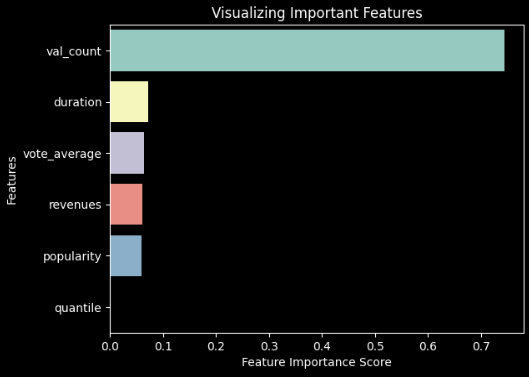 Visualizing Important Features
val_count
duration
vote_average
revenues
popularity
quantile
Features
0.0 0.1 0.2 0.3 0.4 0.5 0.6 0.7
Feature Importance Score